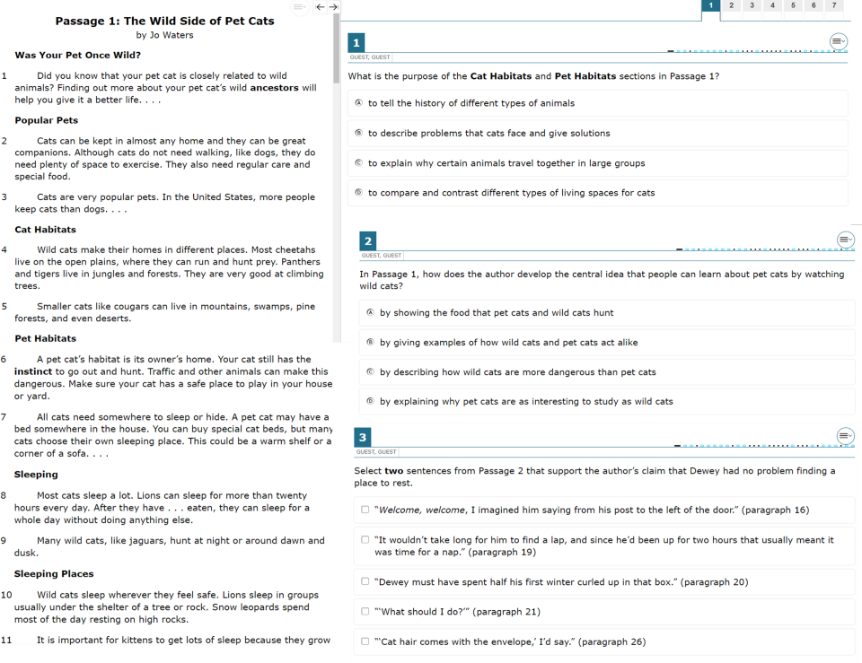 Passage 1: The Wild Side of Pet Cats
by Jo Waters
Was Your Pet Once Wild?
1 Did you know that your pet cat is closely related to wild
animals? Finding out more about your pet cat's wild ancestors will
help you give it a better life. . . .
Popular Pets
2 Cats can be kept in almost any home and they can be great
companions. Although cats do not need walking, like dogs, they do
need plenty of space to exercise. They also need regular care and
special food.
3 Cats are very popular pets. In the United States, more people
keep cats than dogs. . . .
Cat Habitats
4 Wild cats make their homes in different places. Most cheetahs
live on the open plains, where they can run and hunt prey. Panthers
and tigers live in jungles and forests. They are very good at climbing
trees.
5 Smaller cats like cougars can live in mountains, swamps, pine
forests, and even deserts.
Pet Habitats
6 A pet cat's habitat is its owner's home. Your cat still has the
instinct to go out and hunt. Traffic and other animals can make this
dangerous. Make sure your cat has a safe place to play in your house
or yard.
7 All cats need somewhere to sleep or hide. A pet cat may have a
bed somewhere in the house. You can buy special cat beds, but many
cats choose their own sleeping place. This could be a warm shelf or a
corner of a sofa. . . .
Sleeping
8 Most cats sleep a lot. Lions can sleep for more than twenty
hours every day. After they have . . . eaten, they can sleep for a
whole day without doing anything else.
9 Many wild cats, like jaguars, hunt at night or around dawn and
dusk.
Sleeping Places
10 Wild cats sleep wherever they feel safe. Lions sleep in groups
usually under the shelter of a tree or rock. Snow leopards spend
most of the day resting on high rocks.
11 It is important for kittens to get lots of sleep because they grow
1 2 3 4 5 6 7
1
GUEST, GUEST
What is the purpose of the Cat Habitats and Pet Habitats sections in Passage 1?
A to tell the history of different types of animals
B to describe problems that cats face and give solutions
C to explain why certain animals travel together in large groups
D to compare and contrast different types of living spaces for cats
2
GUEST, GUEST
In Passage 1, how does the author develop the central idea that people can learn about pet cats by watching
wild cats?
A by showing the food that pet cats and wild cats hunt
B by giving examples of how wild cats and pet cats act alike
C by describing how wild cats are more dangerous than pet cats
D by explaining why pet cats are as interesting to study as wild cats
3
GUEST, GUEST
Select two sentences from Passage 2 that support the author's claim that Dewey had no problem finding a
place to rest.
"Welcome, welcome, I imagined him saying from his post to the left of the door." (paragraph 16)
"It wouldn't take long for him to find a lap, and since he'd been up for two hours that usually meant it
was time for a nap." (paragraph 19)
"Dewey must have spent half his first winter curled up in that box." (paragraph 20)
"'What should I do?'" (paragraph 21)
"'Cat hair comes with the envelope,' I'd say." (paragraph 26)